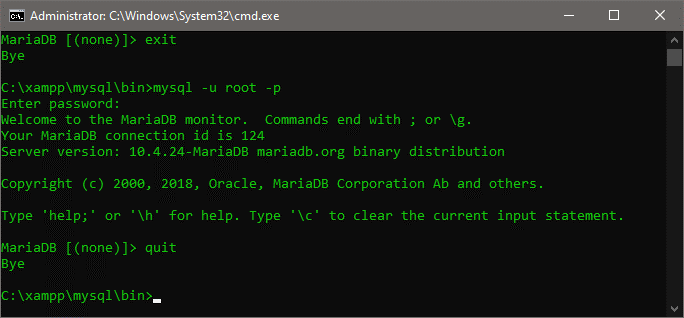 Administrator: C:\Windows\System32\cmd.exe
MariaDB [(none)]> exit
Bye
C:\xampp\mysql\bin>mysql -u root -p
Enter password:
Welcome to the MariaDB monitor.  Commands end with ; or \g.
Your MariaDB connection id is 124
Server version: 10.4.24-MariaDB mariadb.org binary distribution
Copyright (c) 2000, 2018, Oracle, MariaDB Corporation Ab and others.
Type 'help;' or '\h' for help. Type '\c' to clear the current input statement.
MariaDB [(none)]> quit
Bye
C:\xampp\mysql\bin>